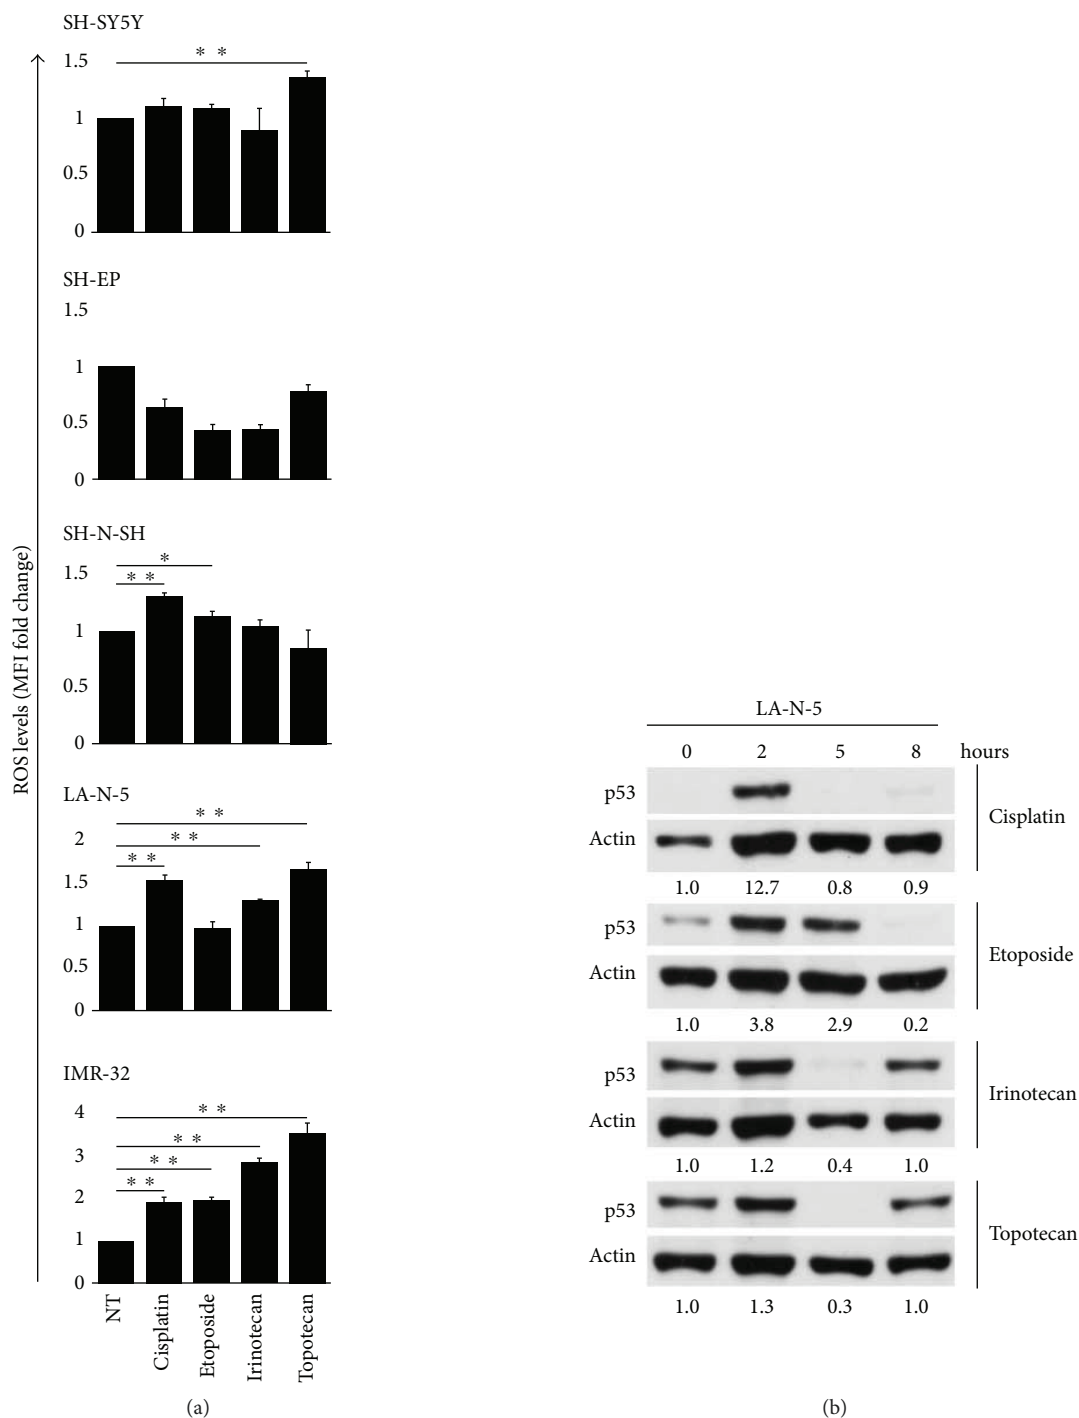 SH-SY5Y
* *
1.5
1
0.5
0
SH-EP
1.5
1
0.5
0
SH-N-SH
*
* *
1.5
1
0.5
0
LA-N-5
* *
* *
* *
2
1.5
1
0.5
0
IMR-32
* *
* *
* *
* *
4
3
2
1
0
ROS levels (MFI fold change)
NT
Cisplatin
Etoposide
Irinotecan
Topotecan
(a)
LA-N-5
0 2 5 8 hours
p53
Actin
Cisplatin
1.0 12.7 0.8 0.9
p53
Actin
Etoposide
1.0 3.8 2.9 0.2
p53
Actin
Irinotecan
1.0 1.2 0.4 1.0
p53
Actin
Topotecan
1.0 1.3 0.3 1.0
(b)